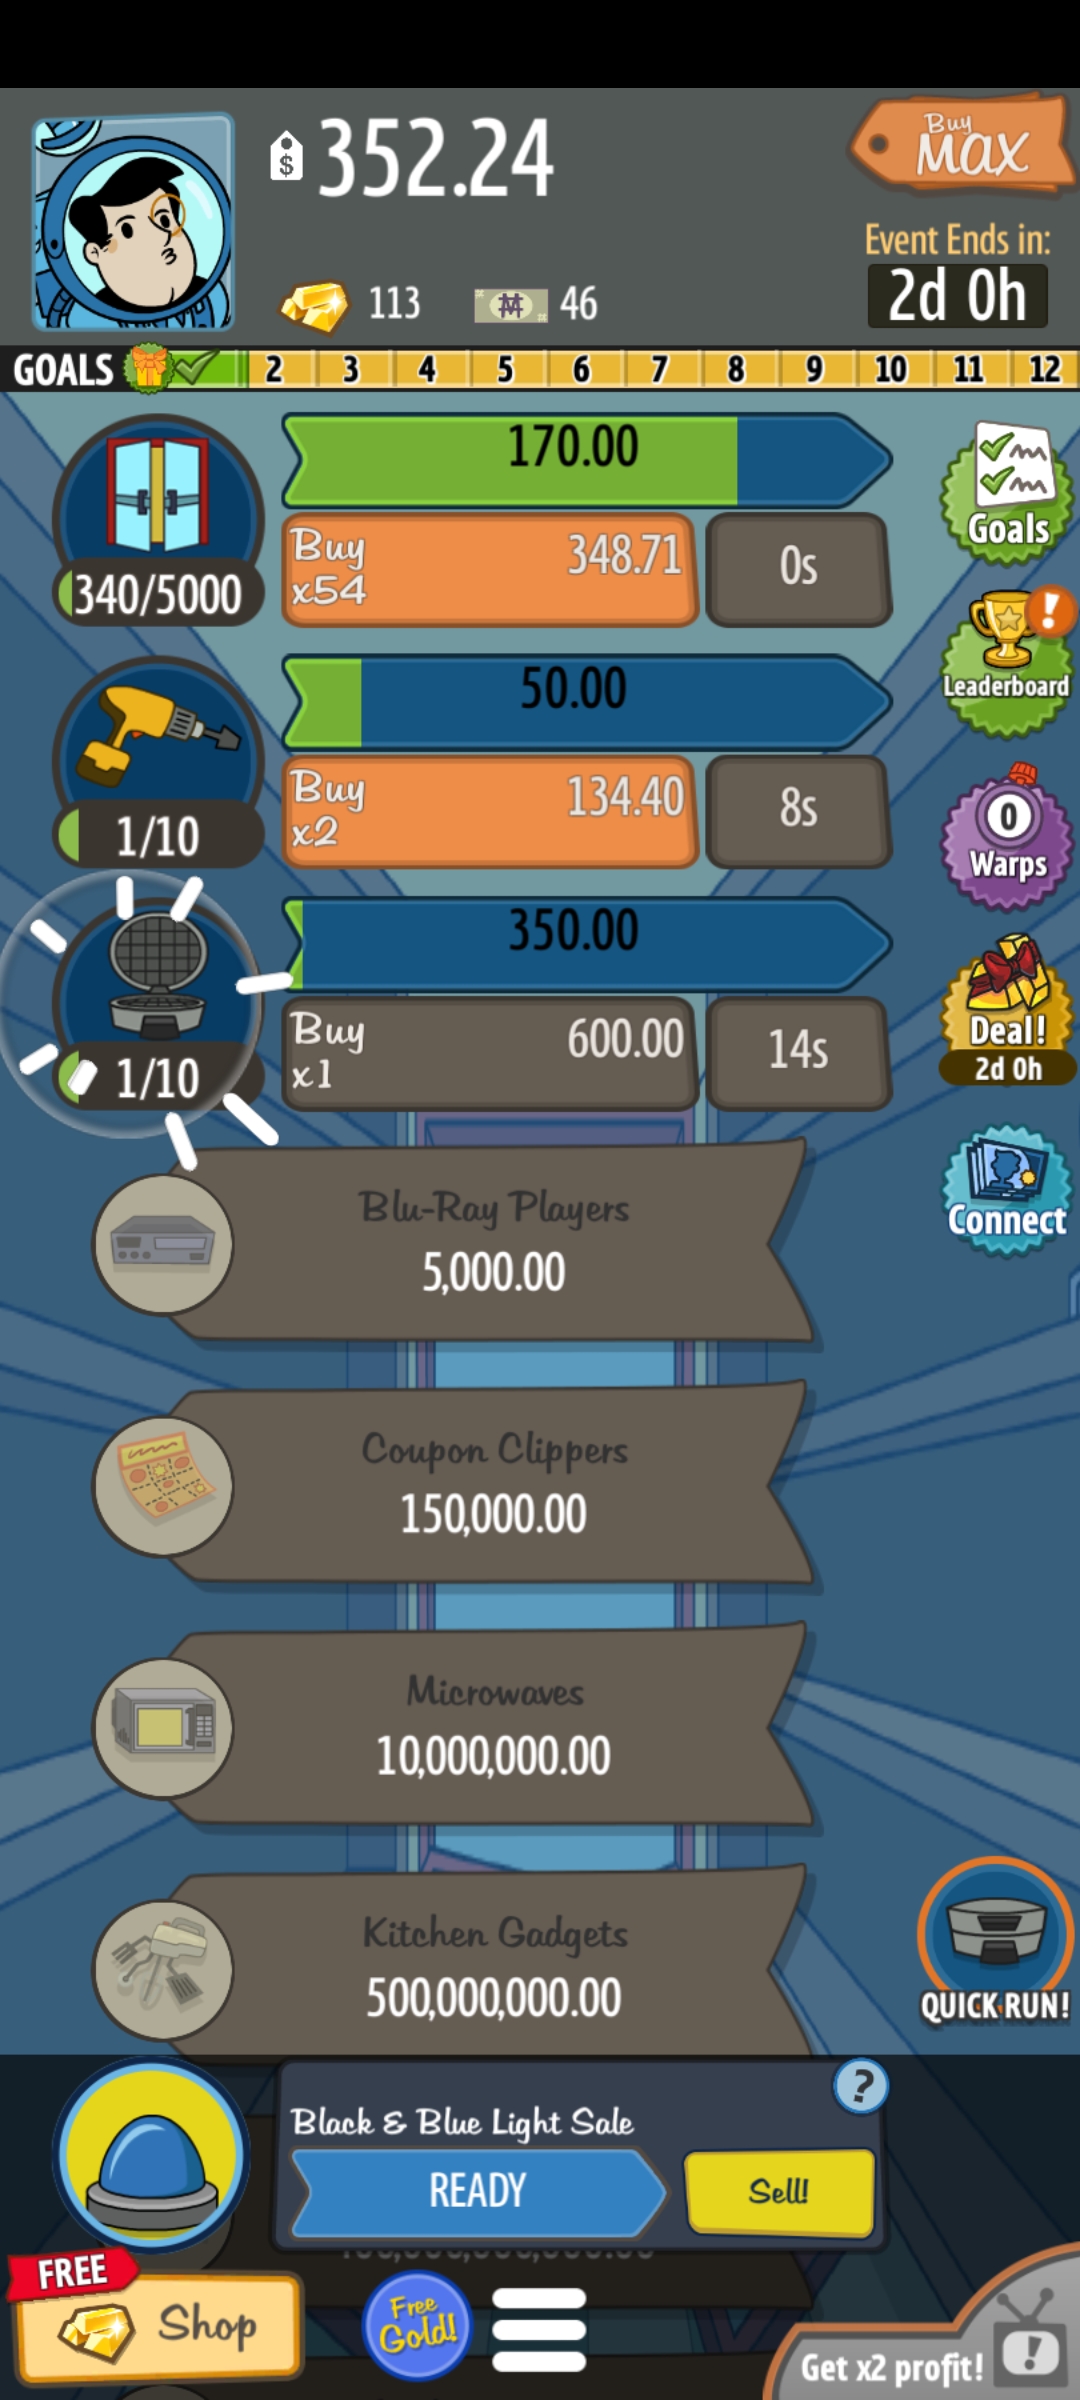 $ 352.24
Buy
MAX
Event Ends in:
2d 0h
113
M 46
GOALS 2 3 4 5 6 7 8 9 10 11 12
170.00
Buy
x54
348.71
0s
340/5000
Goals
50.00
Buy
x2
134.40
8s
1/10
!
Leaderboard
0
Warps
350.00
Buy
x1
600.00
14s
1/10
Deal!
2d 0h
Blu-Ray Players
5,000.00
Connect
Coupon Clippers
150,000.00
Microwaves
10,000,000.00
Kitchen Gadgets
500,000,000.00
QUICK RUN!
?
Black & Blue Light Sale
READY
Sell!
FREE
Shop
Free
Gold!
Get x2 profit!
!